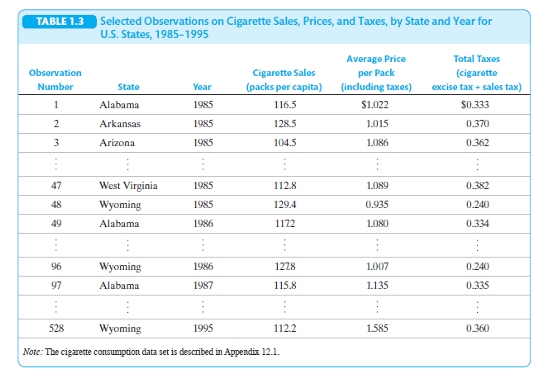 TABLE 1.3 Selected Observations on Cigarette Sales, Prices, and Taxes, by State and Year for
U.S. States, 1985–1995
Observation Number State Year Cigarette Sales (packs per capita) Average Price per Pack (including taxes) Total Taxes (cigarette excise tax + sales tax)
1 Alabama 1985 116.5 $1.022 $0.333
2 Arkansas 1985 128.5 1.015 0.370
3 Arizona 1985 104.5 1.086 0.362
⋮ ⋮ ⋮ ⋮ ⋮ ⋮
47 West Virginia 1985 112.8 1.089 0.382
48 Wyoming 1985 129.4 0.935 0.240
49 Alabama 1986 117.2 1.080 0.334
⋮ ⋮ ⋮ ⋮ ⋮ ⋮
96 Wyoming 1986 127.8 1.007 0.240
97 Alabama 1987 115.8 1.135 0.335
⋮ ⋮ ⋮ ⋮ ⋮ ⋮
528 Wyoming 1995 112.2 1.585 0.360
Note: The cigarette consumption data set is described in Appendix 12.1.